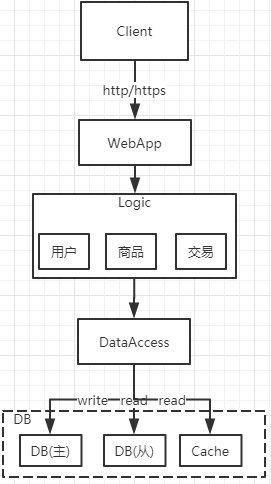 Client
http/https
WebApp
Logic
用户 商品 交易
DataAccess
write read read
DB
DB(主) DB(从) Cache